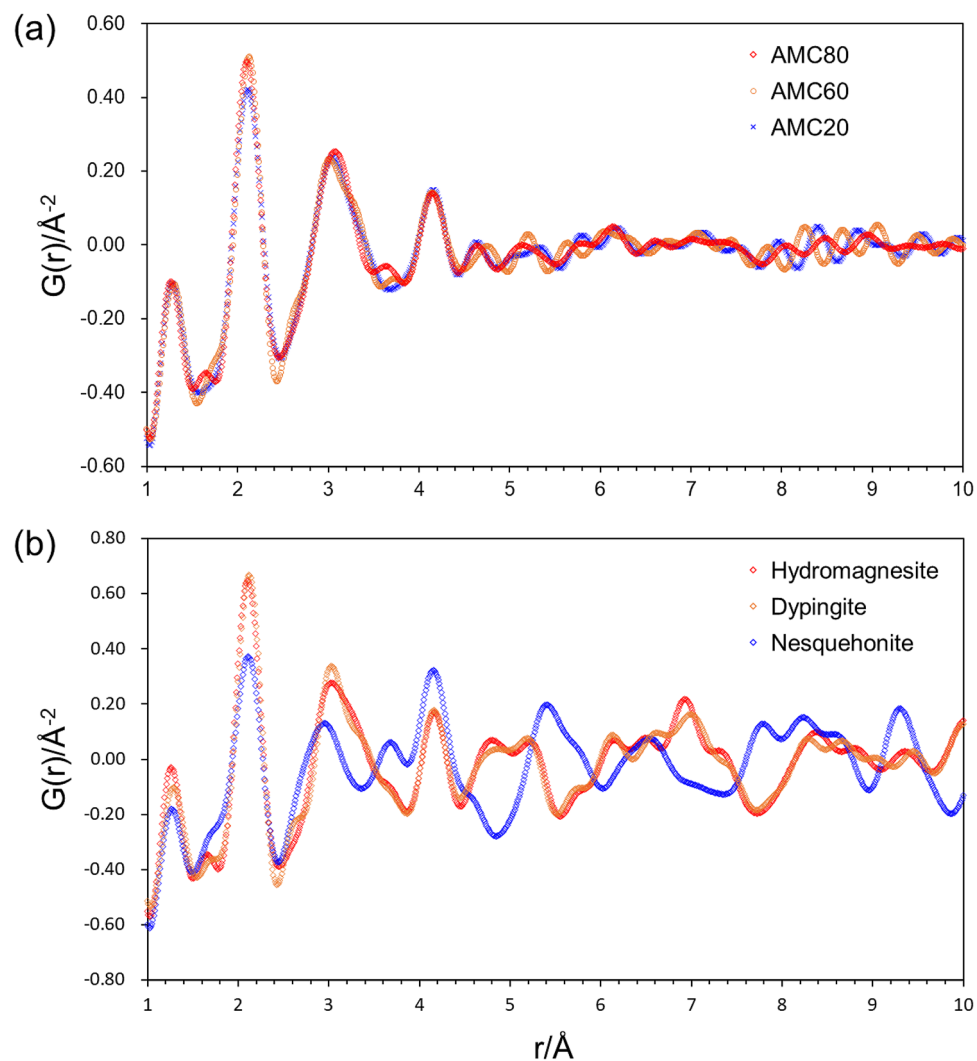 (a)
G(r)/Å-2
0.60
0.40
0.20
0.00
-0.20
-0.40
-0.60
AMC80
AMC60
AMC20
1 2 3 4 5 6 7 8 9 10
(b)
G(r)/Å-2
0.80
0.60
0.40
0.20
0.00
-0.20
-0.40
-0.60
-0.80
Hydromagnesite
Dypingite
Nesquehonite
1 2 3 4 5 6 7 8 9 10
r/Å